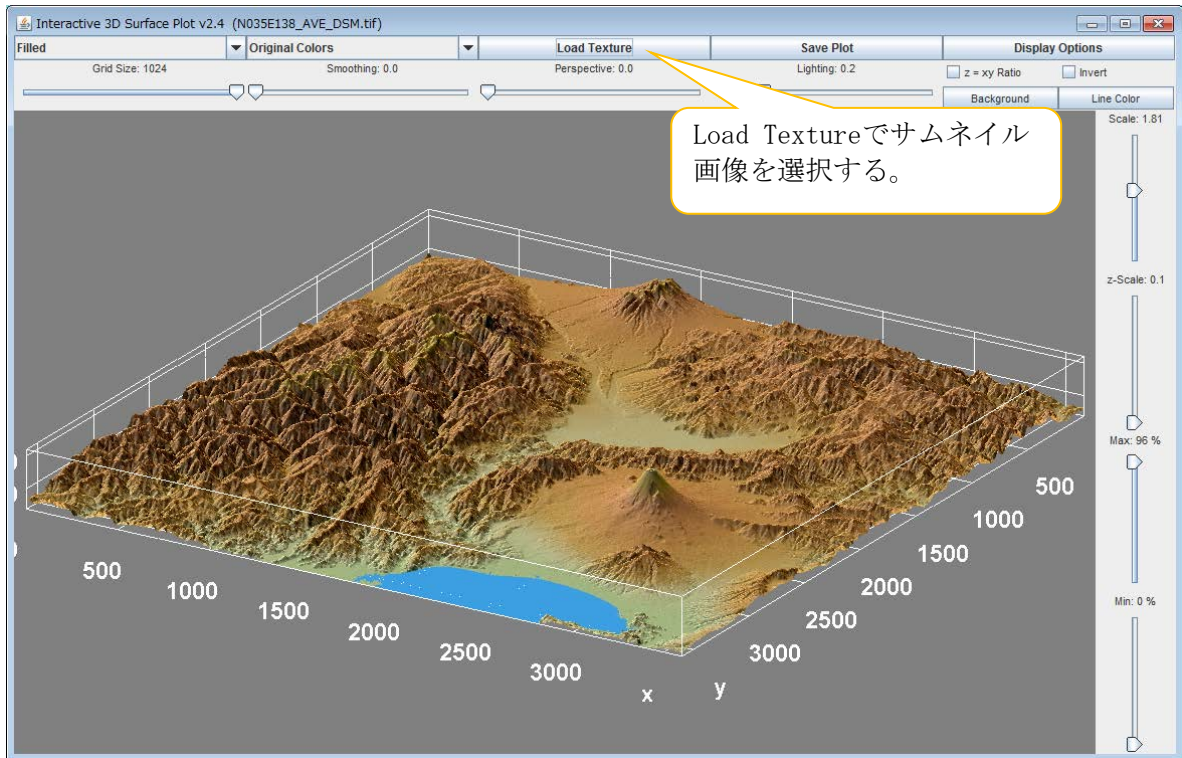 Interactive 3D Surface Plot v2.4 (N035E138_AVE_DSM.tif)
Filled
Original Colors
Load Texture
Save Plot
Display Options
Grid Size: 1024
Smoothing: 0.0
Perspective: 0.0
Lighting: 0.2
z = xy Ratio
Invert
Background
Line Color
Load Textureでサムネイル
画像を選択する。
Scale: 1.81
z-Scale: 0.1
Max: 96 %
Min: 0 %
500
1000
1500
2000
2500
3000
x
y
500
1000
1500
2000
2500
3000